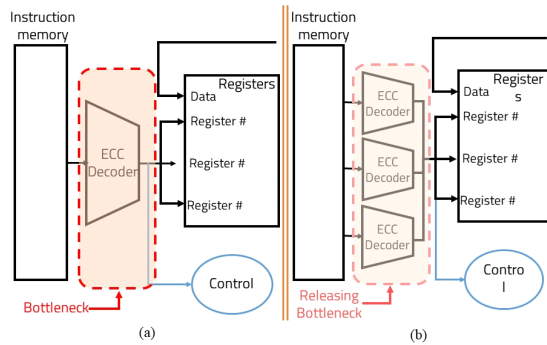 Instruction
memory
ECC
Decoder
Registers
Data
Register #
Register #
Register #
Control
Bottleneck
(a)
Instruction
memory
ECC
Decoder
ECC
Decoder
ECC
Decoder
Register
s
Data
Register #
Register #
Register #
Contro
l
Releasing
Bottleneck
(b)